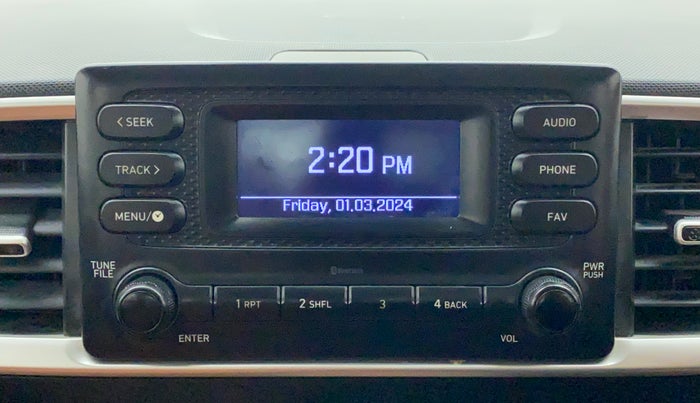 < SEEK
TRACK >
MENU/
2:20 PM
Friday, 01.03.2024
AUDIO
PHONE
FAV
TUNE
FILE
ENTER
Bluetooth
1 RPT
2 SHFL
3
4 BACK
PWR
PUSH
VOL